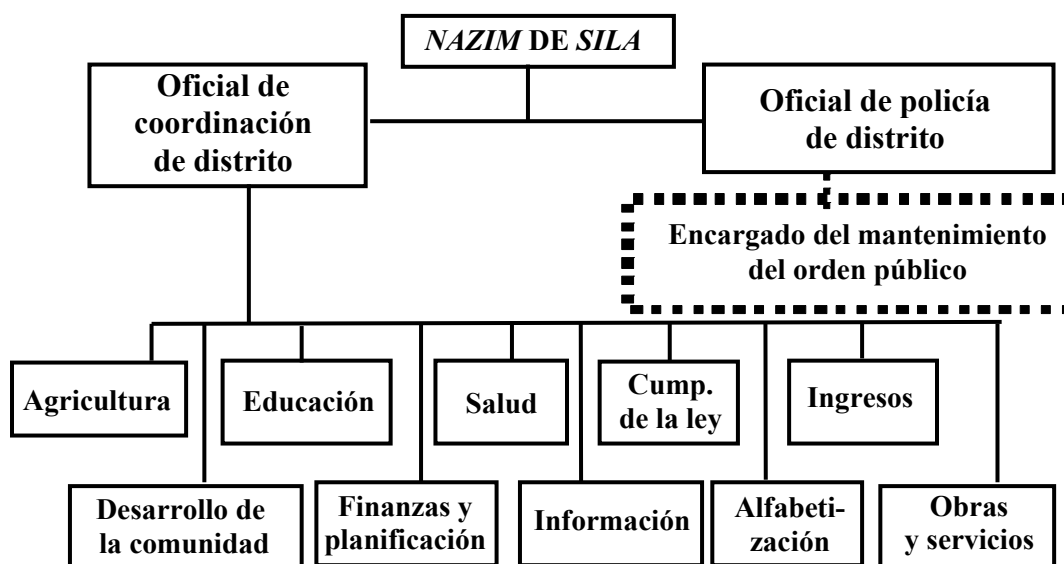 NAZIM DE SILA
Oficial de
coordinación
de distrito
Oficial de policía
de distrito
Encargado del mantenimiento
del orden público
Agricultura
Educación
Salud
Cump.
de la ley
Ingresos
Desarrollo de
la comunidad
Finanzas y
planificación
Información
Alfabeti-
zación
Obras
y servicios